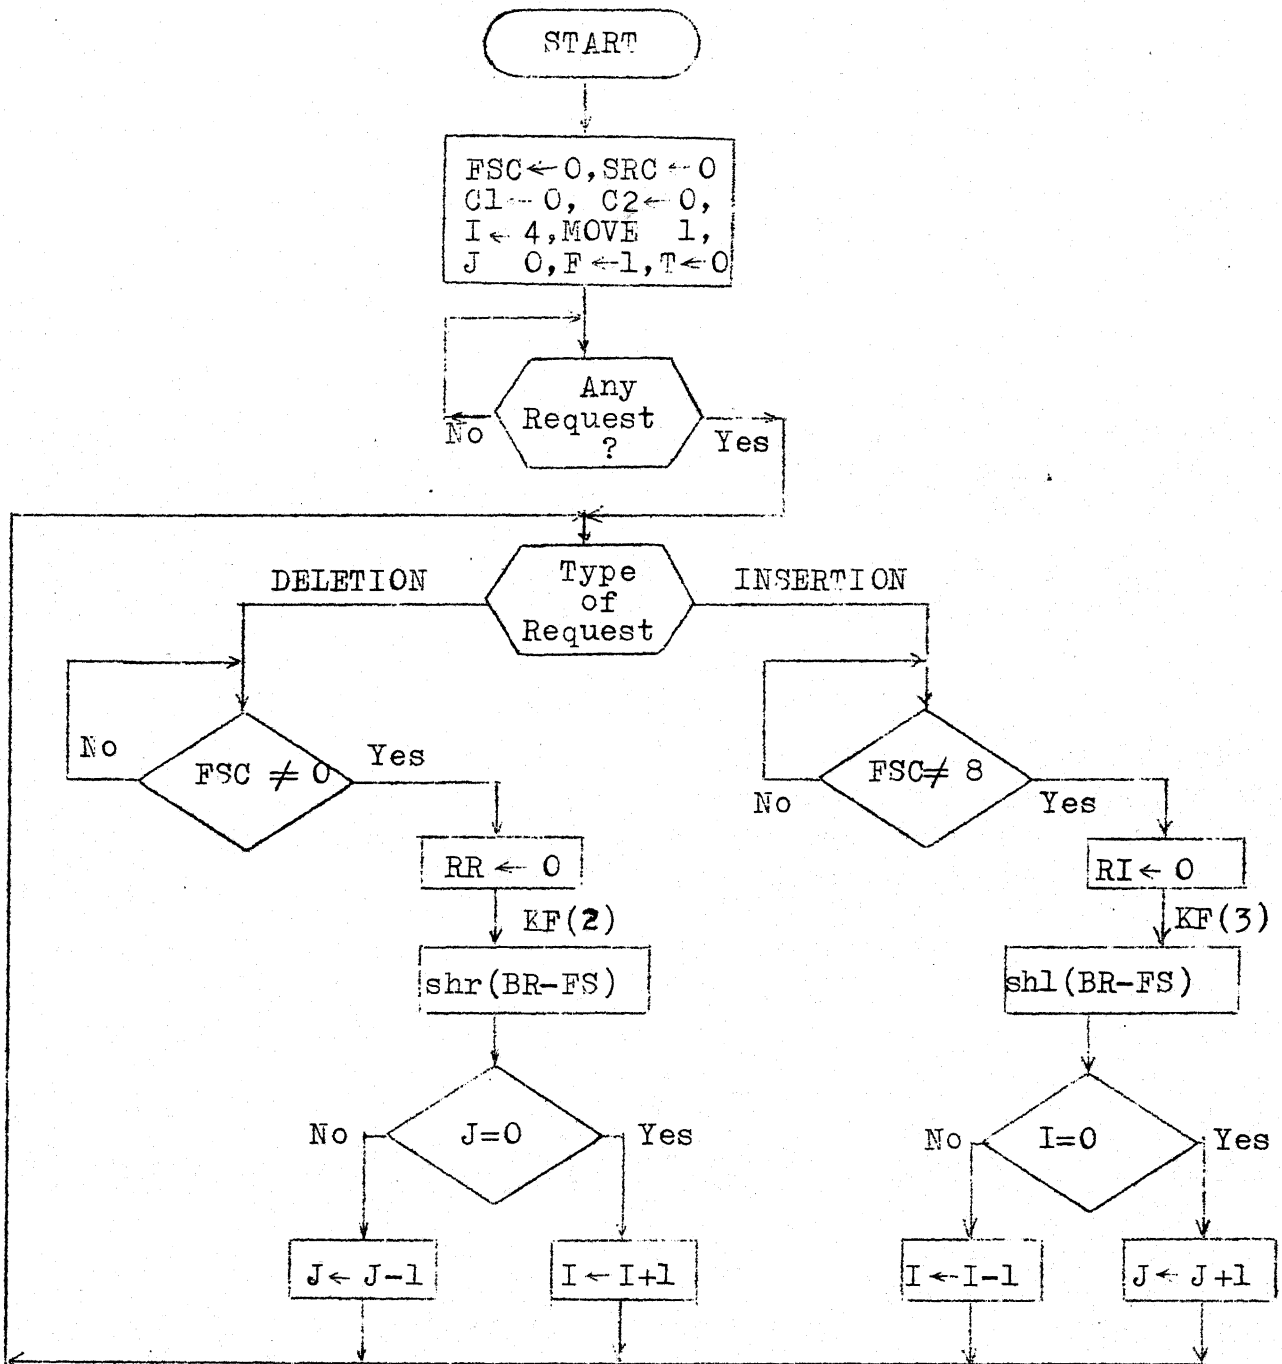 START
FSC←0,SRC←0
C1←0, C2←0,
I←4,MOVE 1,
J 0,F←1,T←0
Any
Request
?
No
Yes
DELETION
Type
of
Request
INSERTION
No
FSC ≠ 0
Yes
No
FSC≠ 8
Yes
RR ← 0
RI← 0
KF(2)
KF(3)
shr(BR-FS)
shl(BR-FS)
No
J=0
Yes
No
I=0
Yes
J← J-1
I←I+1
I←I-1
J← J+1